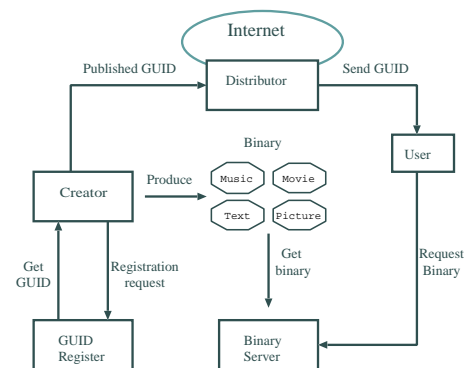 Internet
Published GUID
Distributor
Send GUID
Binary
User
Music
Movie
Creator
Produce
Text
Picture
Get
GUID
Registration
request
Get
binary
Request
Binary
GUID
Register
Binary
Server